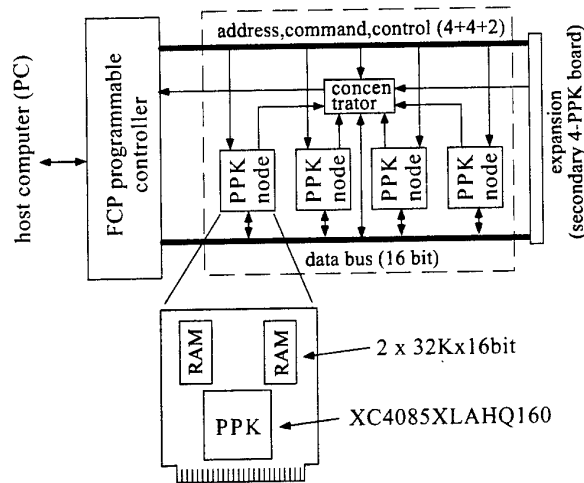 address,command,control (4+4+2)
host computer (PC)
FCP programmable
controller
concen
trator
PPK
node
PPK
node
PPK
node
PPK
node
expansion
(secondary 4-PPK board)
data bus (16 bit)
RAM
RAM
2 x 32Kx16bit
PPK
XC4085XLAHQ160